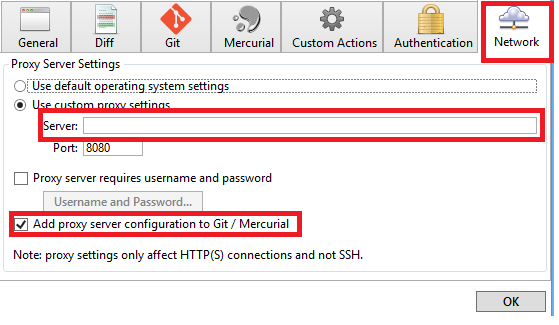 General Diff Git Mercurial Custom Actions Authentication Network
Proxy Server Settings
Use default operating system settings
Use custom proxy settings
Server:
Port: 8080
Proxy server requires username and password
Username and Password...
Add proxy server configuration to Git / Mercurial
Note: proxy settings only affect HTTP(S) connections and not SSH.
OK